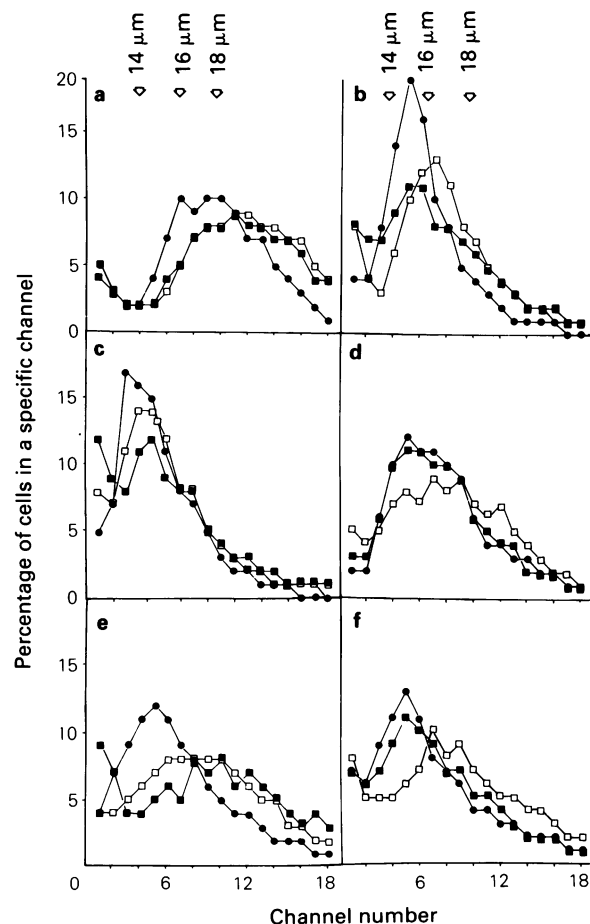 14 µm
16 µm
18 µm
14 µm
16 µm
18 µm
a
b
20
15
10
5
0
c
d
15
10
5
0
e
f
15
10
5
0 6 12 18
6 12 18
Percentage of cells in a specific channel
Channel number